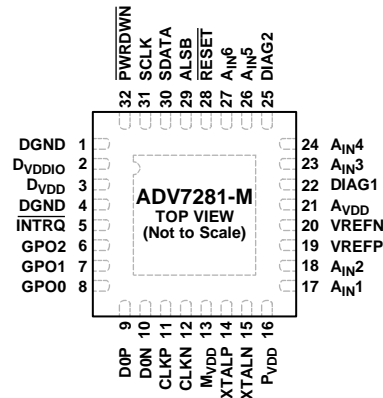 PWRDWN
SCLK
SDATA
ALSB
RESET
AIN6
AIN5
DIAG2
32 31 30 29 28 27 26 25
DGND 1
DVDDIO 2
DVDD 3
DGND 4
INTRQ 5
GPO2 6
GPO1 7
GPO0 8
ADV7281-M
TOP VIEW
(Not to Scale)
24 AIN4
23 AIN3
22 DIAG1
21 AVDD
20 VREFN
19 VREFP
18 AIN2
17 AIN1
9 10 11 12 13 14 15 16
D0P
D0N
CLKP
CLKN
MVDD
XTALP
XTALN
PVDD